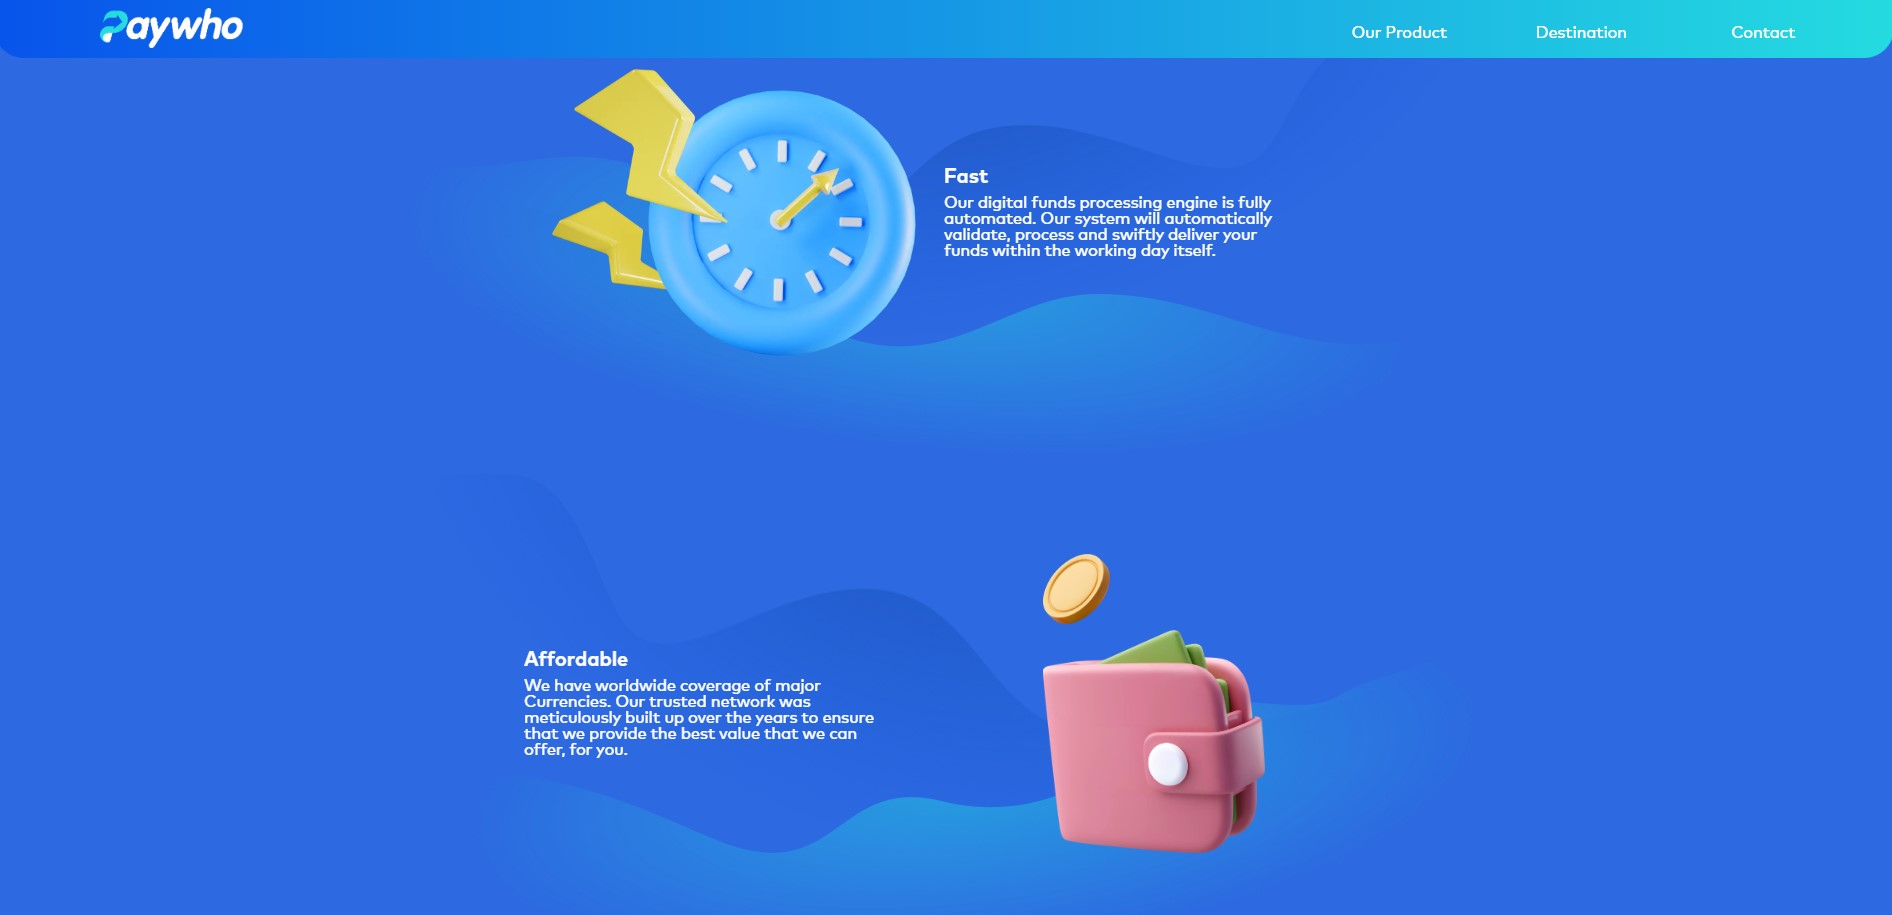 Paywho
Our Product
Destination
Contact
Fast
Our digital funds processing engine is fully
automated. Our system will automatically
validate, process and swiftly deliver your
funds within the working day itself.
Affordable
We have worldwide coverage of major
Currencies. Our trusted network was
meticulously built up over the years to ensure
that we provide the best value that we can
offer, for you.